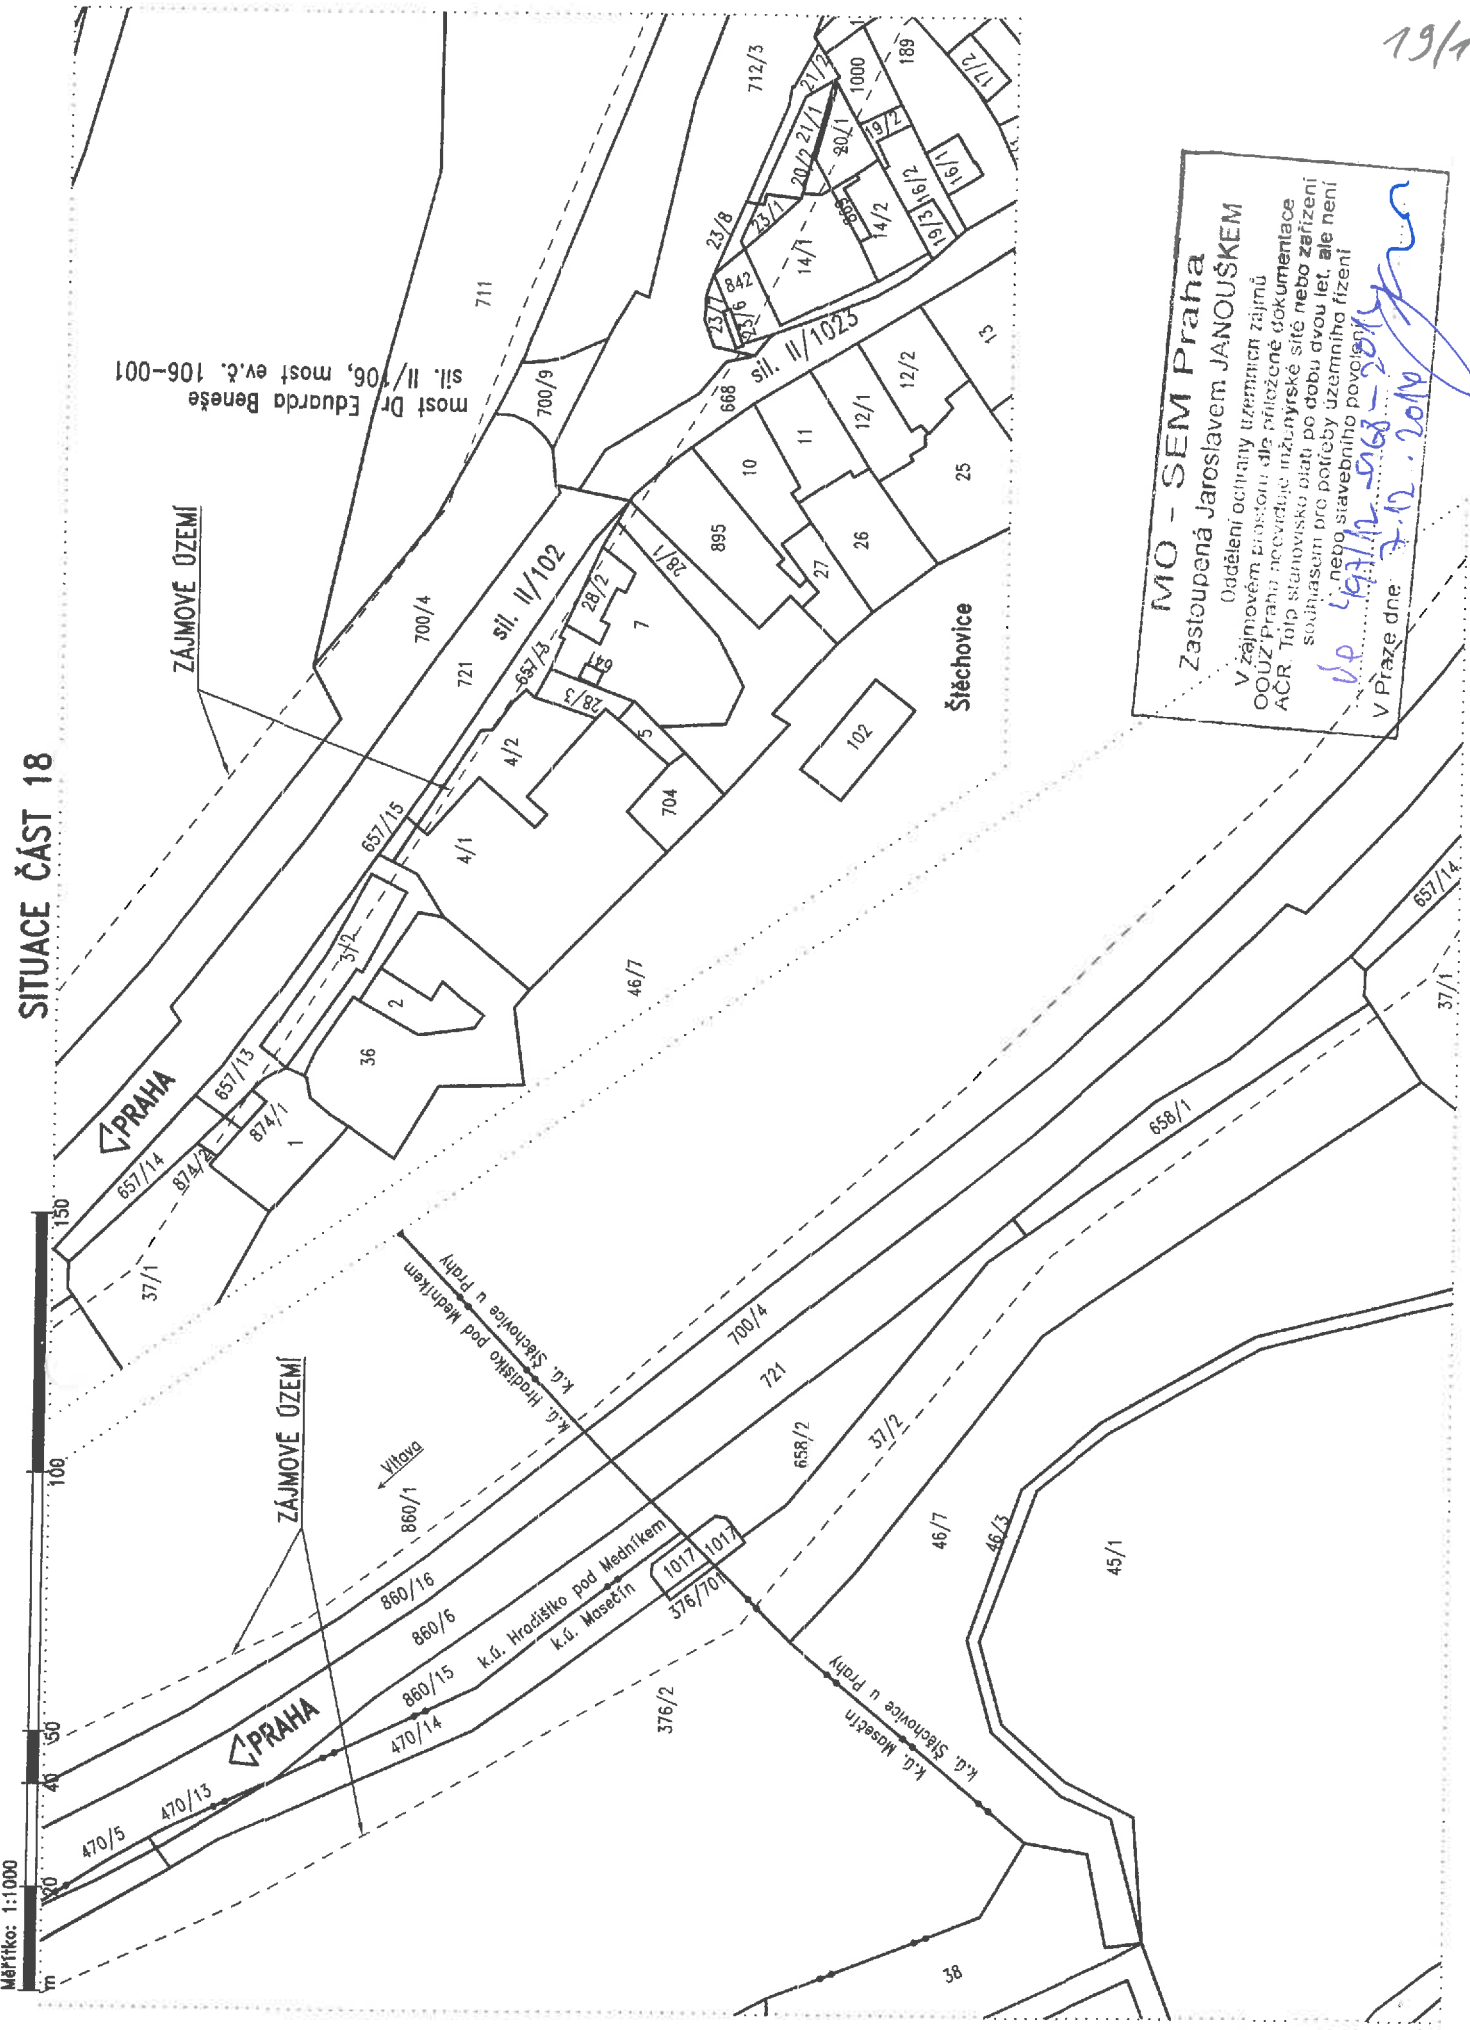 SITUACE ČÁST 18
Měřítko: 1:1000
m
20
40
50
100
150
19/1
ZÁJMOVÉ ÚZEMÍ
most Dr. Eduarda Beneše
sil. II/106, most ev.č. 106-001
711
712/3
700/9
700/4
721
sil. II/102
sil. II/1023
668
657/3
657/15
657/13
657/14
874/1
874/2
1
37/1
36
2
3/2
4/1
4/2
704
5
28/3
641
28/2
28/1
7
895
10
11
12/1
12/2
13
25
26
27
102
Štěchovice
46/7
23/8
23/7
23/6
842
23/1
14/1
14/2
20/2
20/1
21/1
21/2
1000
189
19/2
19/3
16/2
16/1
17/2
PRAHA
ZÁJMOVÉ ÚZEMÍ
Vltava
860/1
860/16
860/6
860/15
470/5
470/13
470/14
PRAHA
k.ú. Hradištko pod Medníkem
k.ú. Masečín
k.ú. Hradištko pod Medníkem
k.ú. Štěchovice u Prahy
k.ú. Masečín
k.ú. Štěchovice u Prahy
1017
1017
376/701
376/2
700/4
721
658/2
658/1
37/2
46/7
46/3
45/1
38
37/1
657/14
MO - SEM Praha
Zastoupená Jaroslavem JANOUŠKEM
Oddělení ochrany územních zájmů
V zájmovém prostoru dle přiložené dokumentace
OOÚZ Praha neeviduje inženýrské sítě nebo zařízení
AČR. Toto stanovisko platí po dobu dvou let, ale není
souhlasem pro potřeby územního řízení
nebo stavebního povolení
V Praze dne: 7.12.